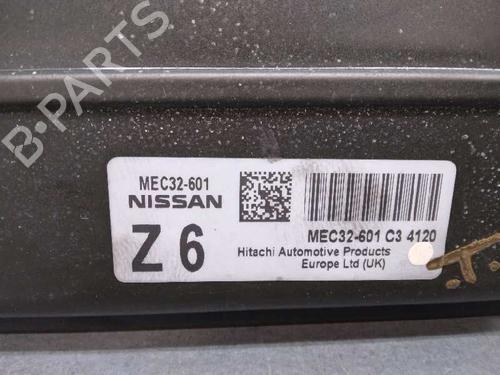 B-PARTS
MEC32-601
NISSAN
Z 6
MEC32-601 C3 4120
Hitachi Automotive Products
Europe Ltd (UK)